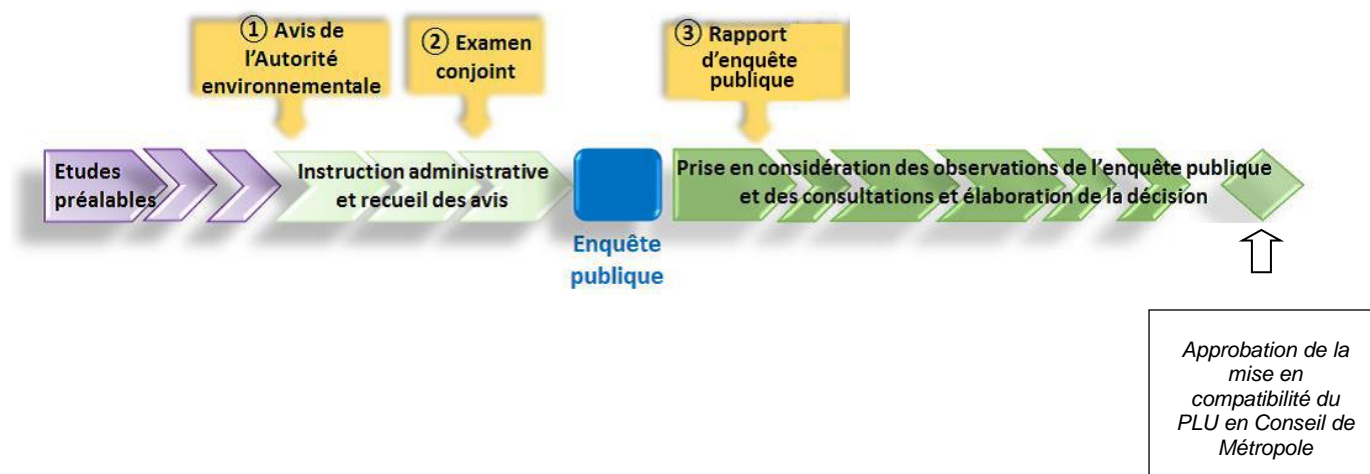 ① Avis de
l'Autorité
environnementale
② Examen
conjoint
③ Rapport
d'enquête
publique
Etudes
préalables
Instruction administrative
et recueil des avis
Enquête
publique
Prise en considération des observations de l'enquête publique
et des consultations et élaboration de la décision
Approbation de la
mise en
compatibilité du
PLU en Conseil de
Métropole